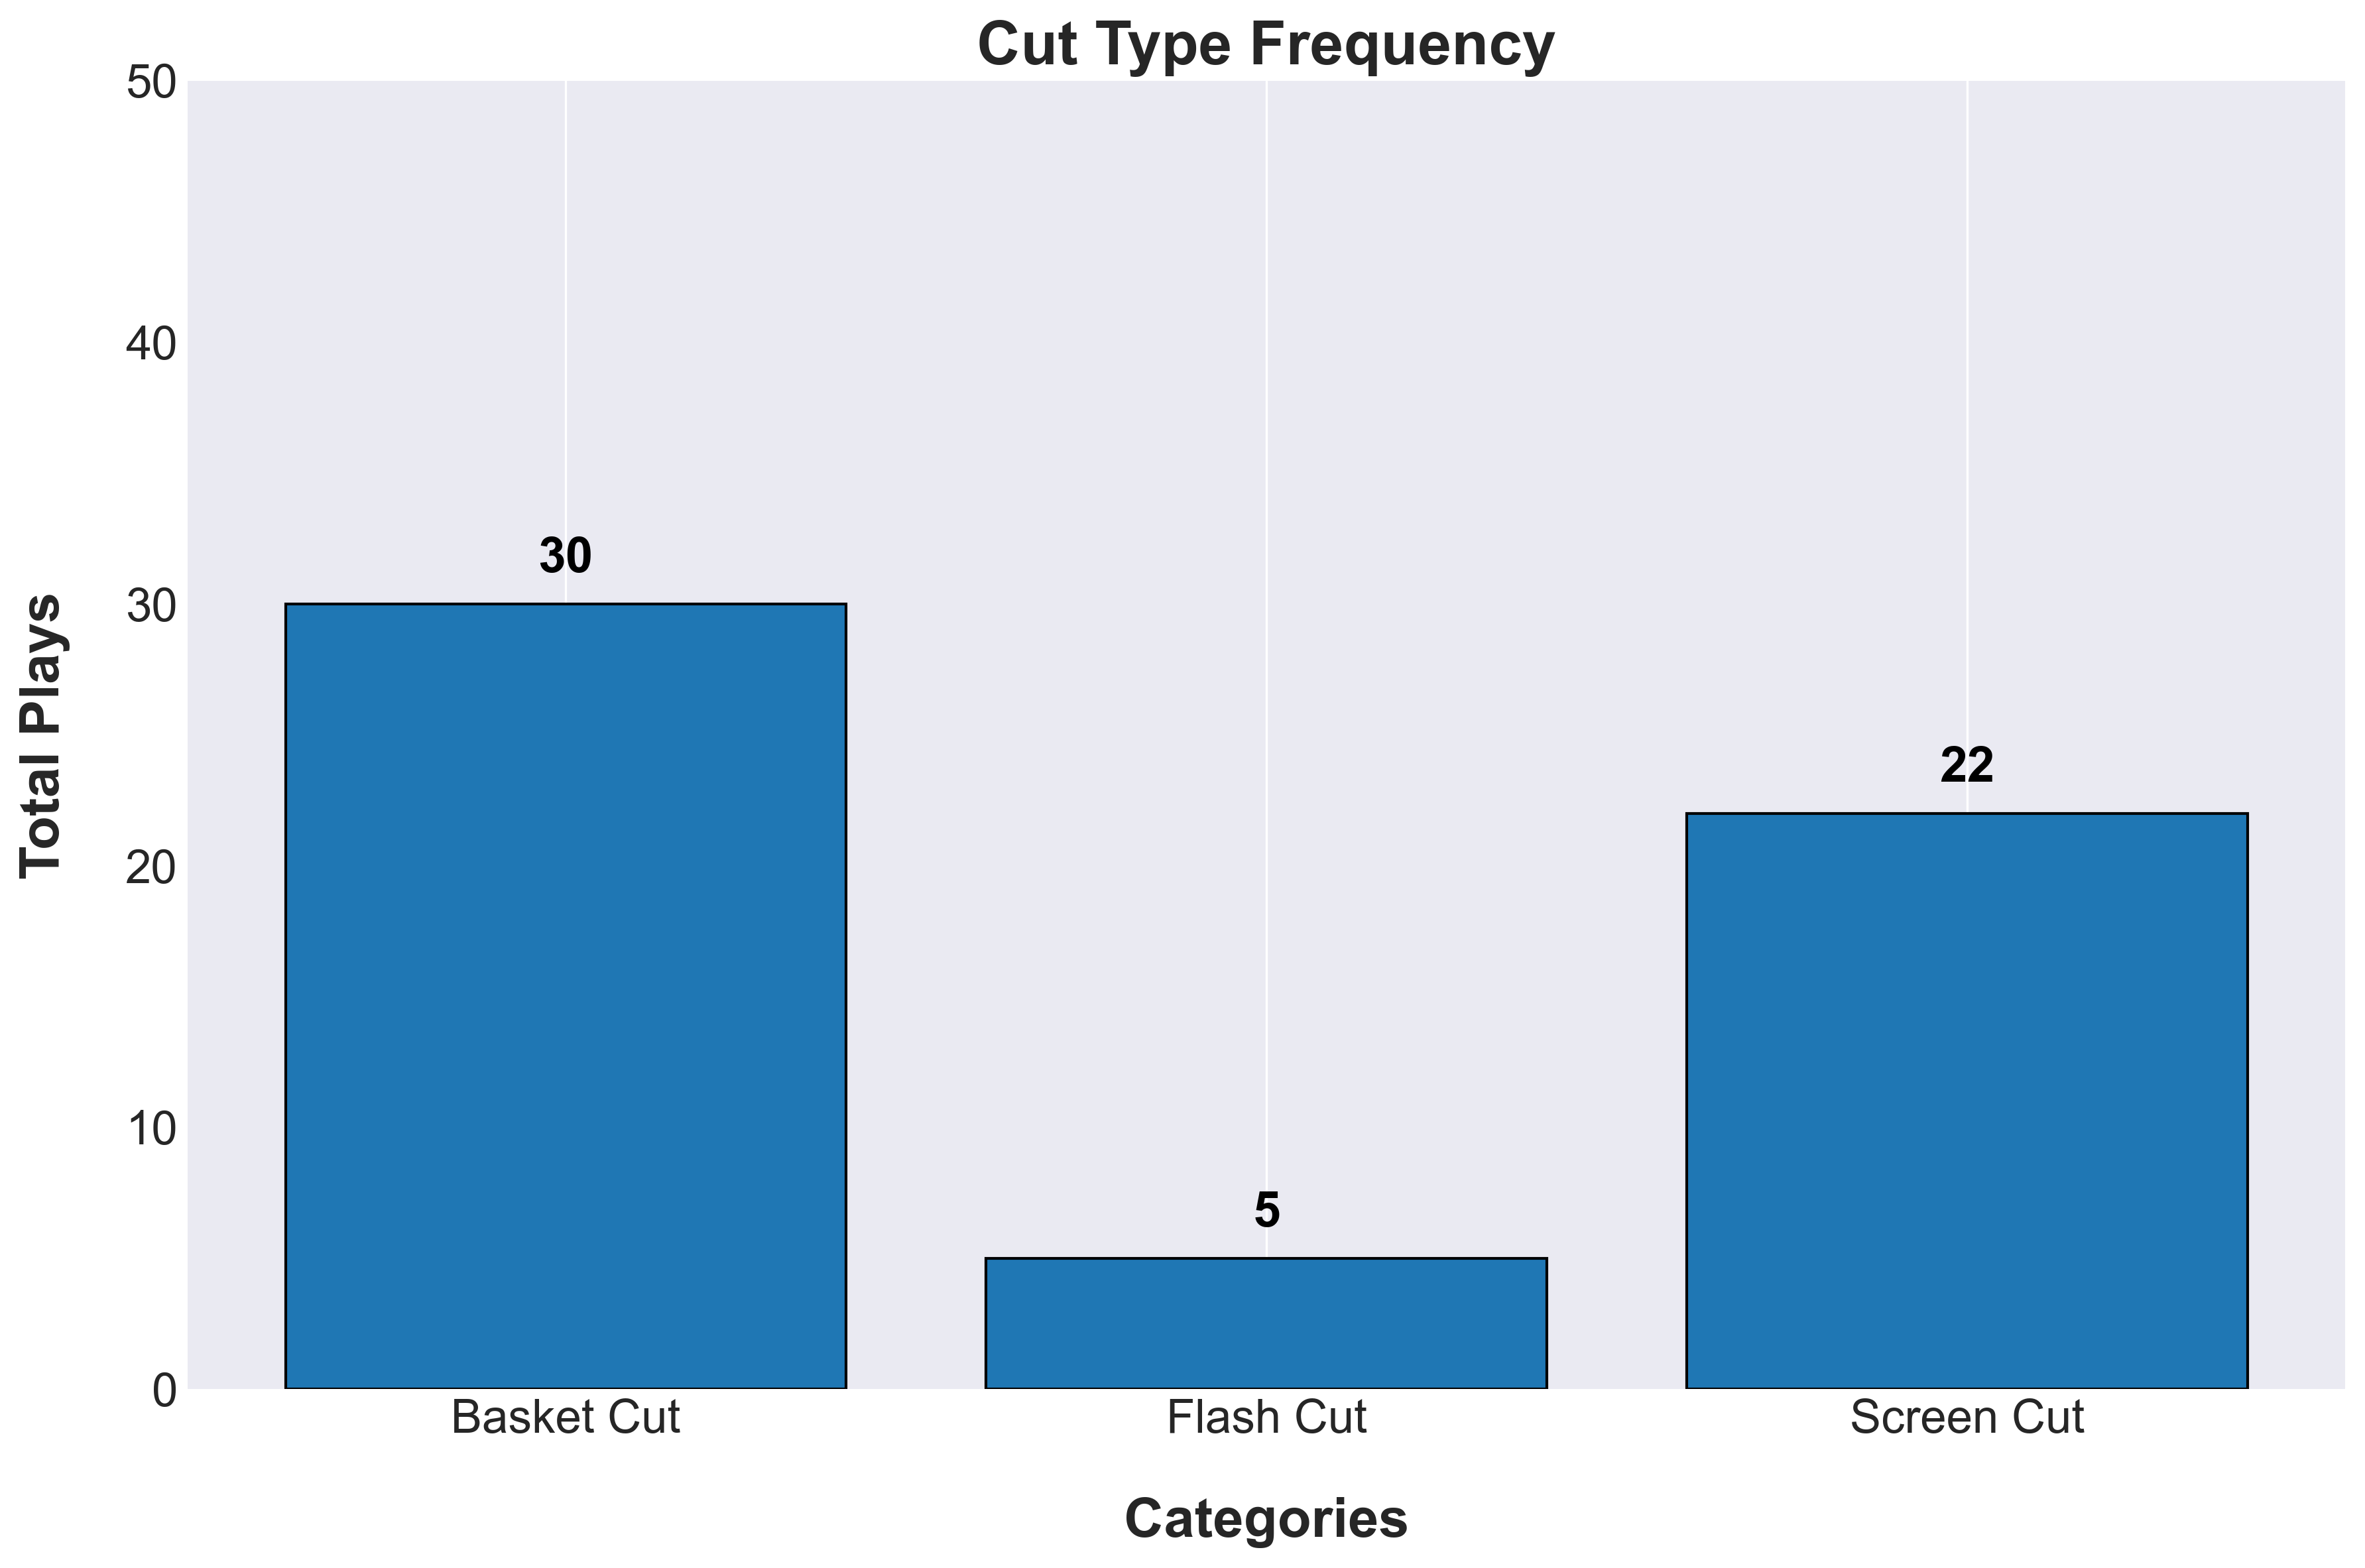 Cut Type Frequency
50
40
30
20
10
0
Total Plays
30
5
22
Basket Cut
Flash Cut
Screen Cut
Categories